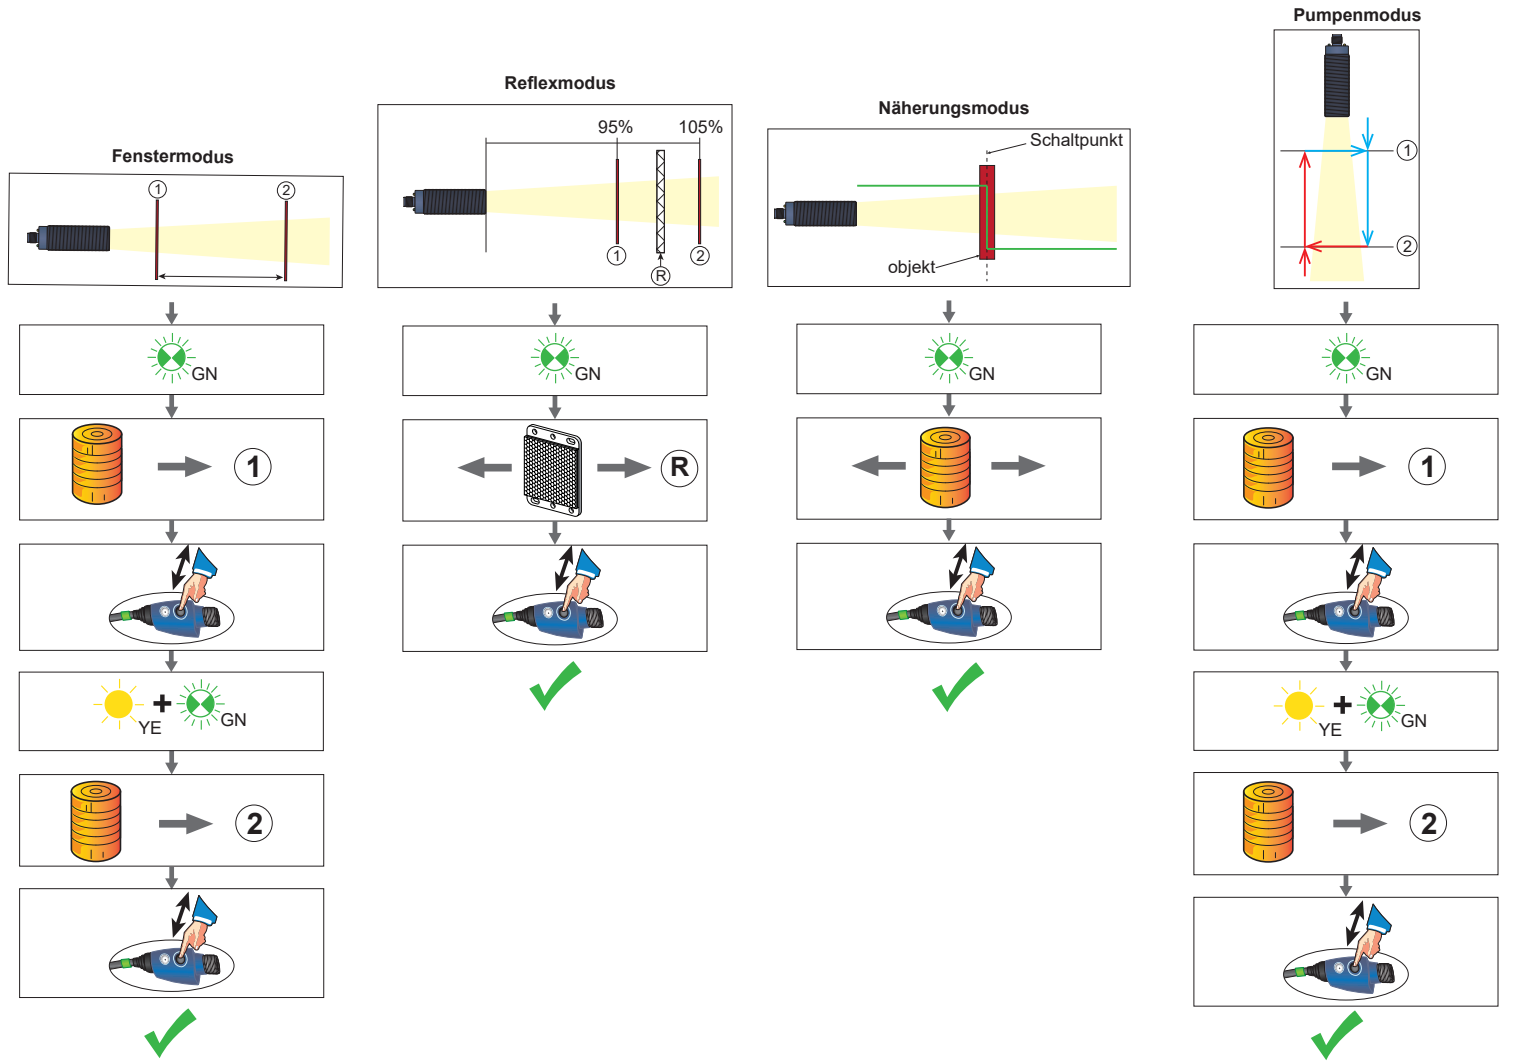 Fenstermodus
1
2
GN
1
YE
+
GN
2
Reflexmodus
95%
105%
1
2
R
GN
R
Näherungsmodus
Schaltpunkt
objekt
GN
Pumpenmodus
1
2
GN
1
YE
+
GN
2